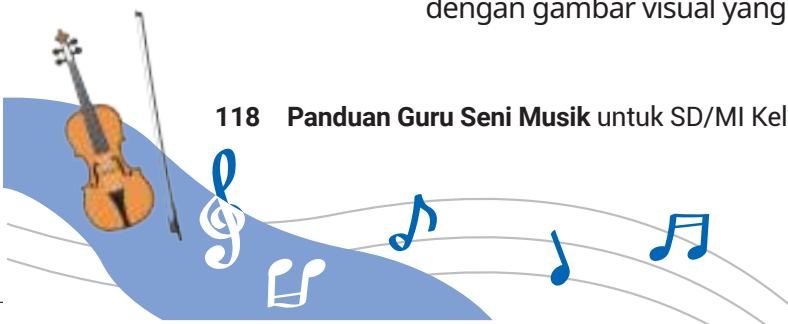 dengan gambar visual yang
118 Panduan Guru Seni Musik untuk SD/MI Kel